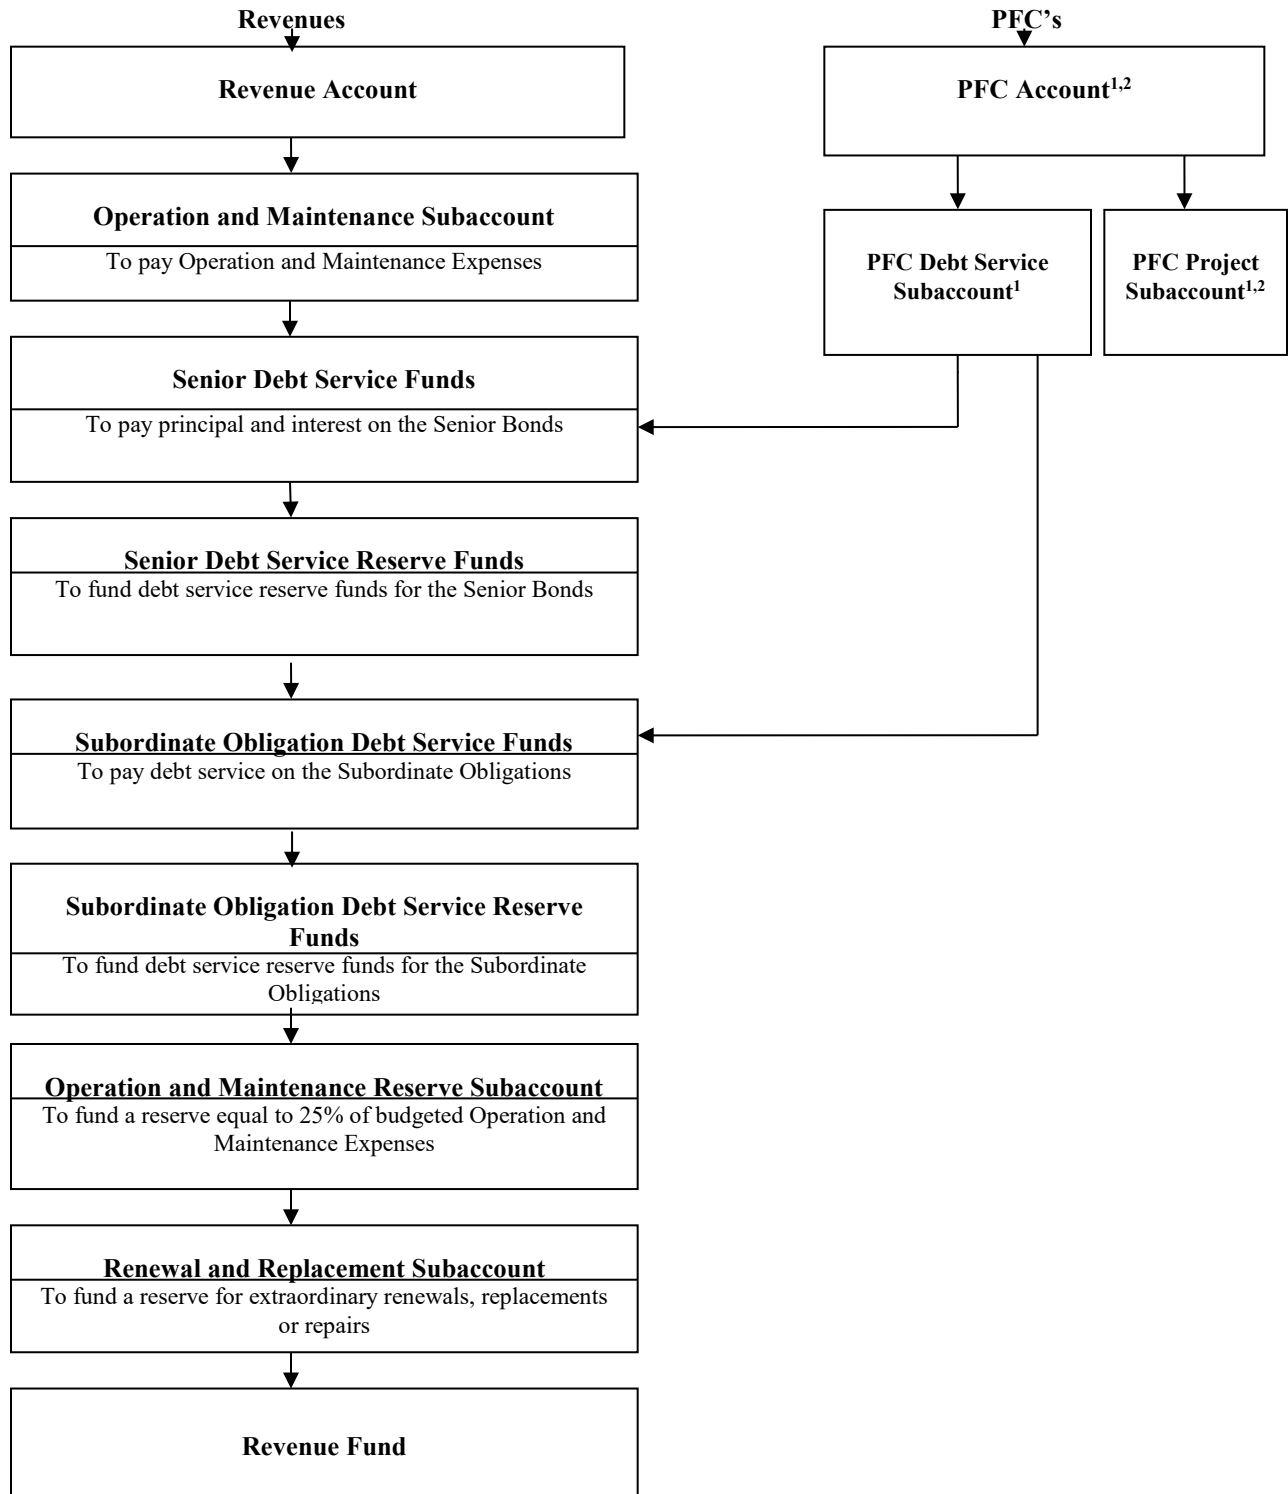 Revenues
Revenue Account
Operation and Maintenance Subaccount
To pay Operation and Maintenance Expenses
Senior Debt Service Funds
To pay principal and interest on the Senior Bonds
Senior Debt Service Reserve Funds
To fund debt service reserve funds for the Senior Bonds
Subordinate Obligation Debt Service Funds
To pay debt service on the Subordinate Obligations
Subordinate Obligation Debt Service Reserve
Funds
To fund debt service reserve funds for the Subordinate
Obligations
Operation and Maintenance Reserve Subaccount
To fund a reserve equal to 25% of budgeted Operation and
Maintenance Expenses
Renewal and Replacement Subaccount
To fund a reserve for extraordinary renewals, replacements
or repairs
Revenue Fund
PFC’s
PFC Account1,2
PFC Debt Service
Subaccount1
PFC Project
Subaccount1,2